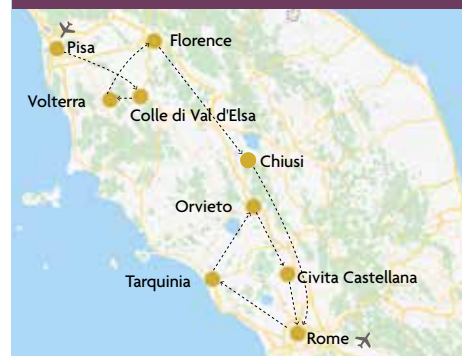 Pisa
Florence
Volterra
Colle di Val d'Elsa
Chiusi
Orvieto
Tarquinia
Civita Castellana
Rome